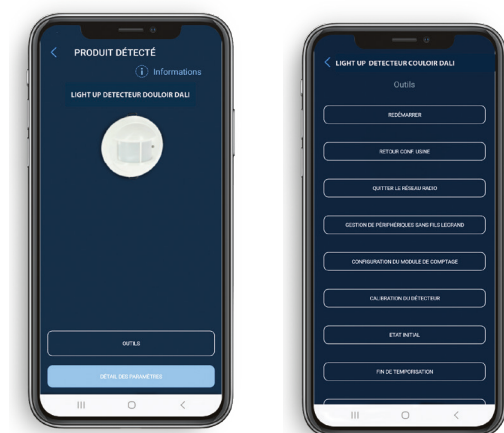 PRODUIT DÉTECTÉ
Informations
LIGHT UP DETECTEUR DOULOIR DALI
OUTILS
DÉTAIL DES PARAMÈTRES
LIGHT UP DETECTEUR COULOIR DALI
Outils
REDÉMARRER
RETOUR CONF. USINE
QUITTER LE RÉSEAU RADIO
GESTION DE PÉRIPHÉRIQUES SANS FILS LEGRAND
CONFIGURATION DU MODULE DE COMPTAGE
CALIBRATION DU DÉTECTEUR
ETAT INITIAL
FIN DE TEMPORISATION